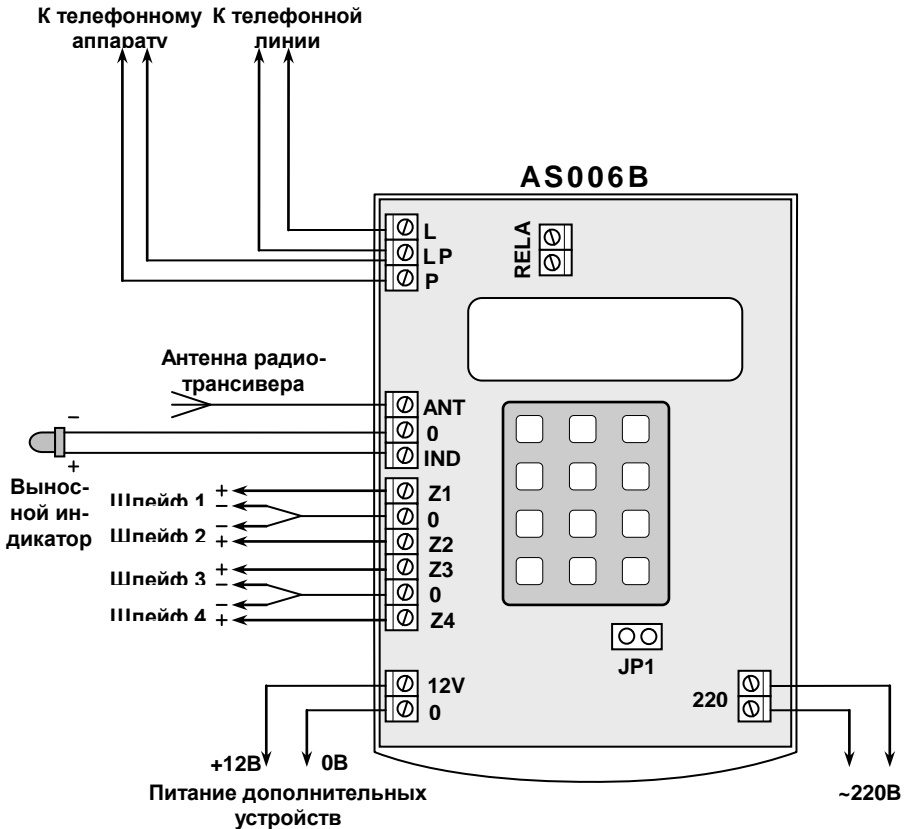 К телефонному аппарату
К телефонной линии
AS006B
L
LP
P
RELA
Антенна радио-
трансивера
ANT
0
IND
−
+
Вынос-
ной ин-
дикатор
Шлейф 1
+
−
Z1
0
Шлейф 2
−
+
Z2
Шлейф 3
+
−
Z3
0
Шлейф 4
−
+
Z4
JP1
12V
0
220
+12В
0В
Питание дополнительных
устройств
~220В